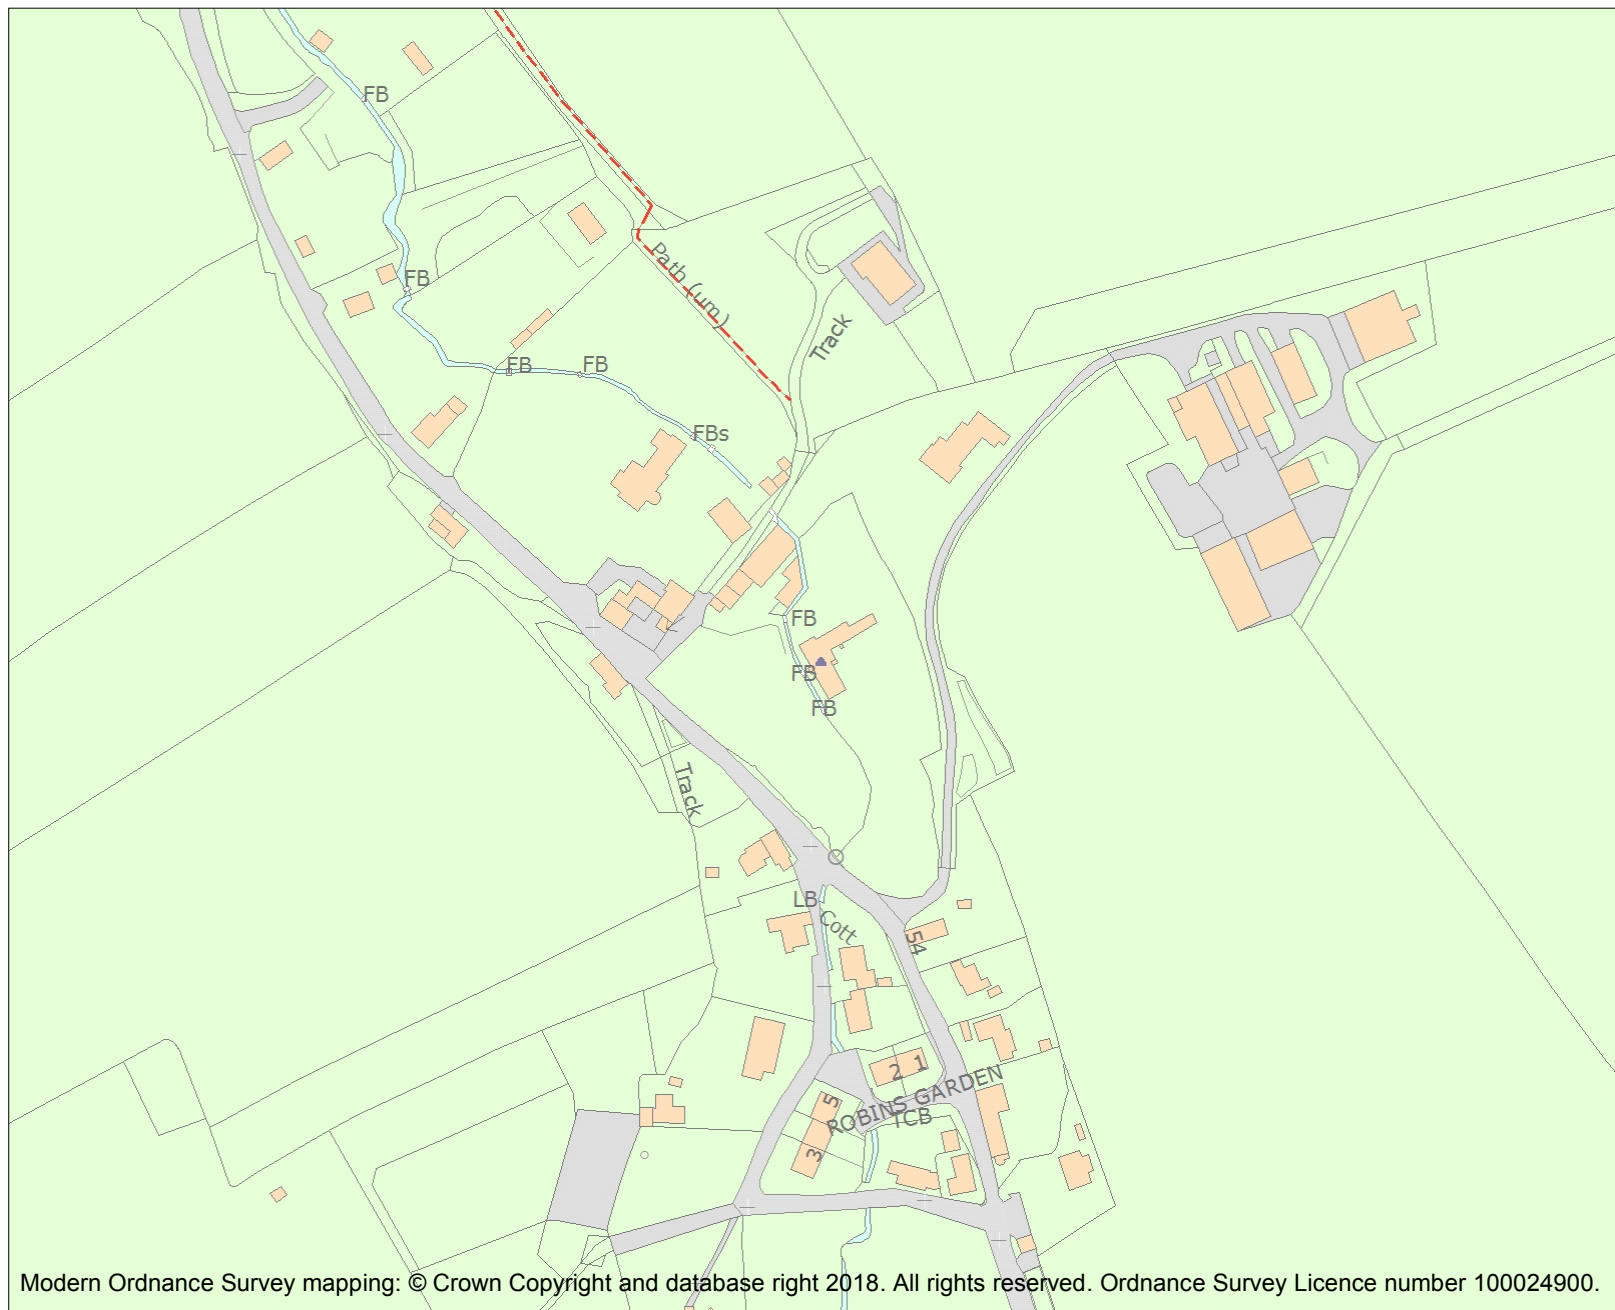 FB
FB
Path (um)
Track
FB
FB
FBs
FB
FB
FB
Track
LB
Cott
54
2
1
ROBINS GARDEN
5
TCB
3
Modern Ordnance Survey mapping: © Crown Copyright and database right 2018. All rights reserved. Ordnance Survey Licence number 100024900.